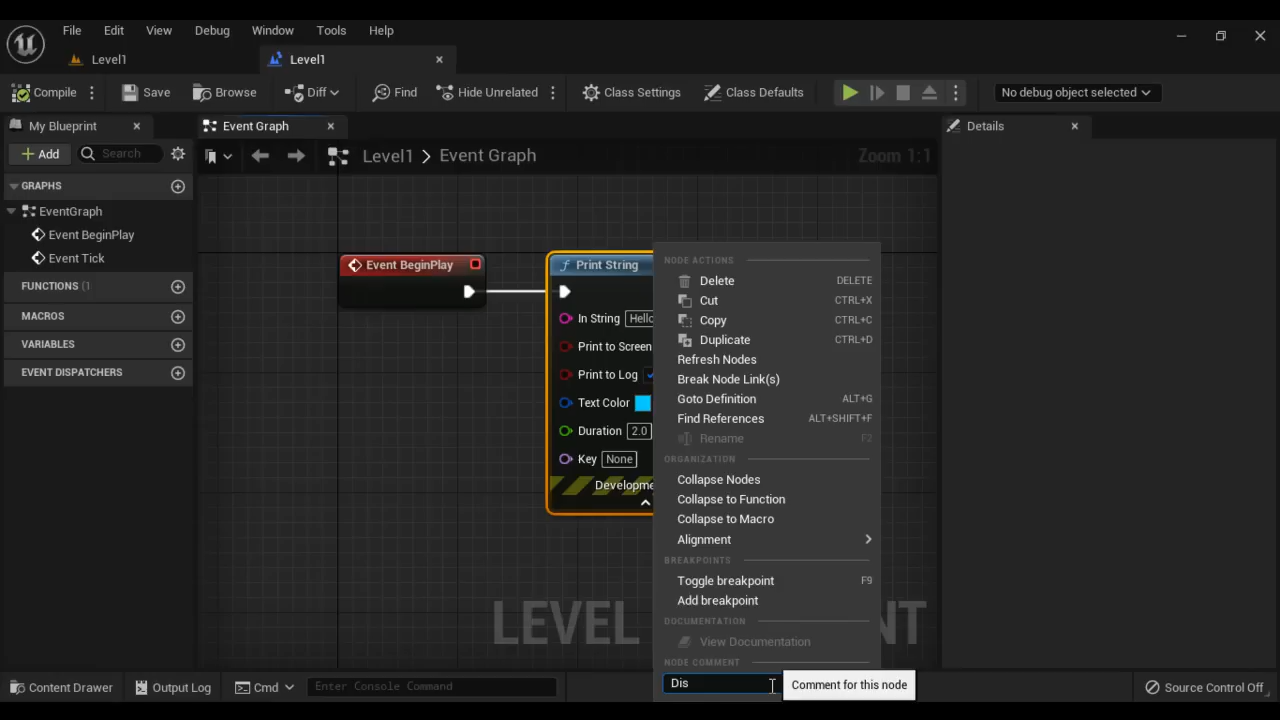 File Edit View Debug Window Tools Help
Level1 Level1
Compile Save Browse Diff Find Hide Unrelated Class Settings Class Defaults No debug object selected
My Blueprint Event Graph Details
Add Search Level1 > Event Graph Zoom 1:1
GRAPHS
EventGraph
Event BeginPlay
Event Tick
FUNCTIONS (1
MACROS
VARIABLES
EVENT DISPATCHERS
Event BeginPlay
Print String
In String Hello
Print to Screen
Print to Log
Text Color
Duration 2.0
Key None
Developme
NODE ACTIONS
Delete DELETE
Cut CTRL+X
Copy CTRL+C
Duplicate CTRL+D
Refresh Nodes
Break Node Link(s)
Goto Definition ALT+G
Find References ALT+SHIFT+F
Rename F2
ORGANIZATION
Collapse Nodes
Collapse to Function
Collapse to Macro
Alignment
BREAKPOINTS
Toggle breakpoint F9
Add breakpoint
DOCUMENTATION
View Documentation
NODE COMMENT
Dis
Comment for this node
LEVEL NT
Content Drawer Output Log Cmd Enter Console Command Source Control Off